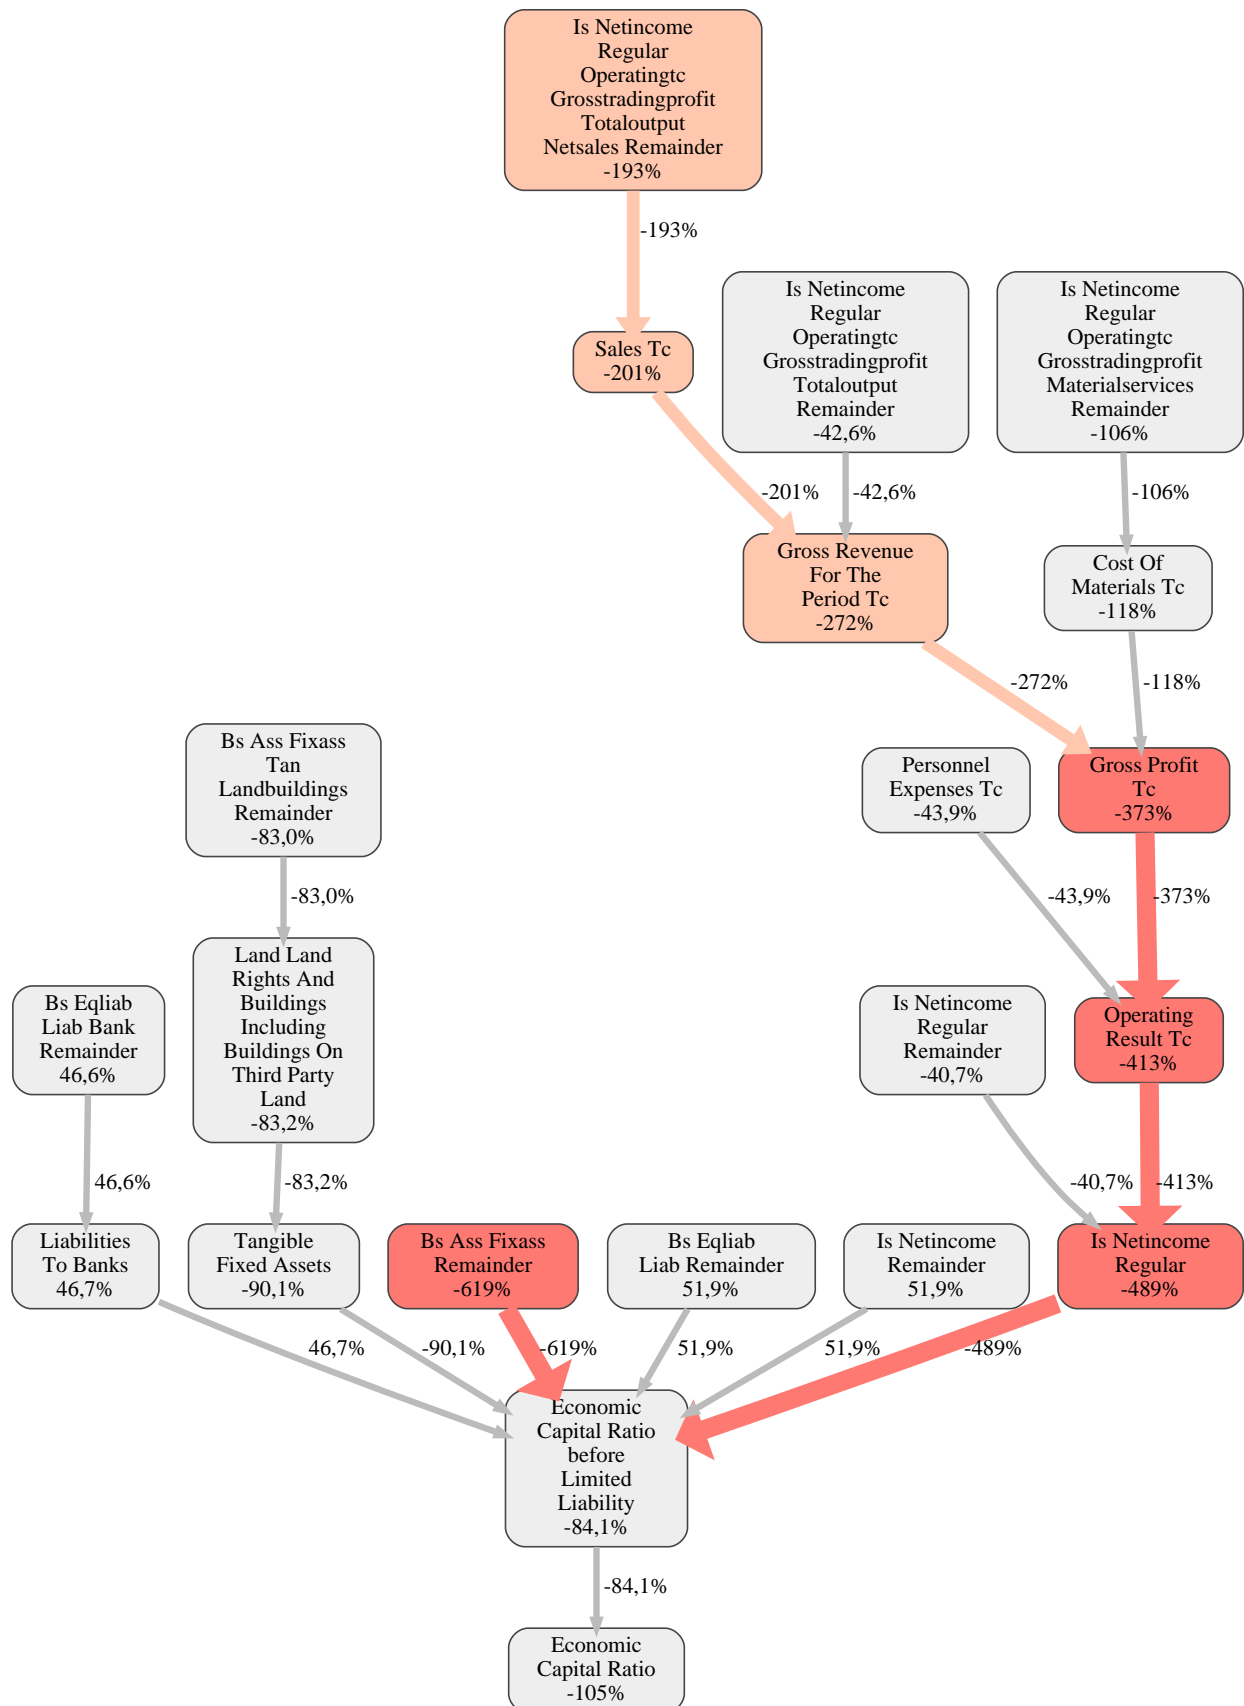 Is Netincome
Regular
Operatingtc
Grosstradingprofit
Totaloutput
Netsales Remainder
-193%
-193%
Sales Tc
-201%
Is Netincome
Regular
Operatingtc
Grosstradingprofit
Totaloutput
Remainder
-42,6%
Is Netincome
Regular
Operatingtc
Grosstradingprofit
Materialservices
Remainder
-106%
-201%
-42,6%
-106%
Gross Revenue
For The
Period Tc
-272%
Cost Of
Materials Tc
-118%
-272%
-118%
Bs Ass Fixass
Tan
Landbuildings
Remainder
-83,0%
Personnel
Expenses Tc
-43,9%
Gross Profit
Tc
-373%
-83,0%
-43,9%
-373%
Bs Eqliab
Liab Bank
Remainder
46,6%
Land Land
Rights And
Buildings
Including
Buildings On
Third Party
Land
-83,2%
Is Netincome
Regular
Remainder
-40,7%
Operating
Result Tc
-413%
46,6%
-83,2%
-40,7%
-413%
Liabilities
To Banks
46,7%
Tangible
Fixed Assets
-90,1%
Bs Ass Fixass
Remainder
-619%
Bs Eqliab
Liab Remainder
51,9%
Is Netincome
Remainder
51,9%
Is Netincome
Regular
-489%
46,7%
-90,1%
-619%
51,9%
51,9%
-489%
Economic
Capital Ratio
before
Limited
Liability
-84,1%
-84,1%
Economic
Capital Ratio
-105%